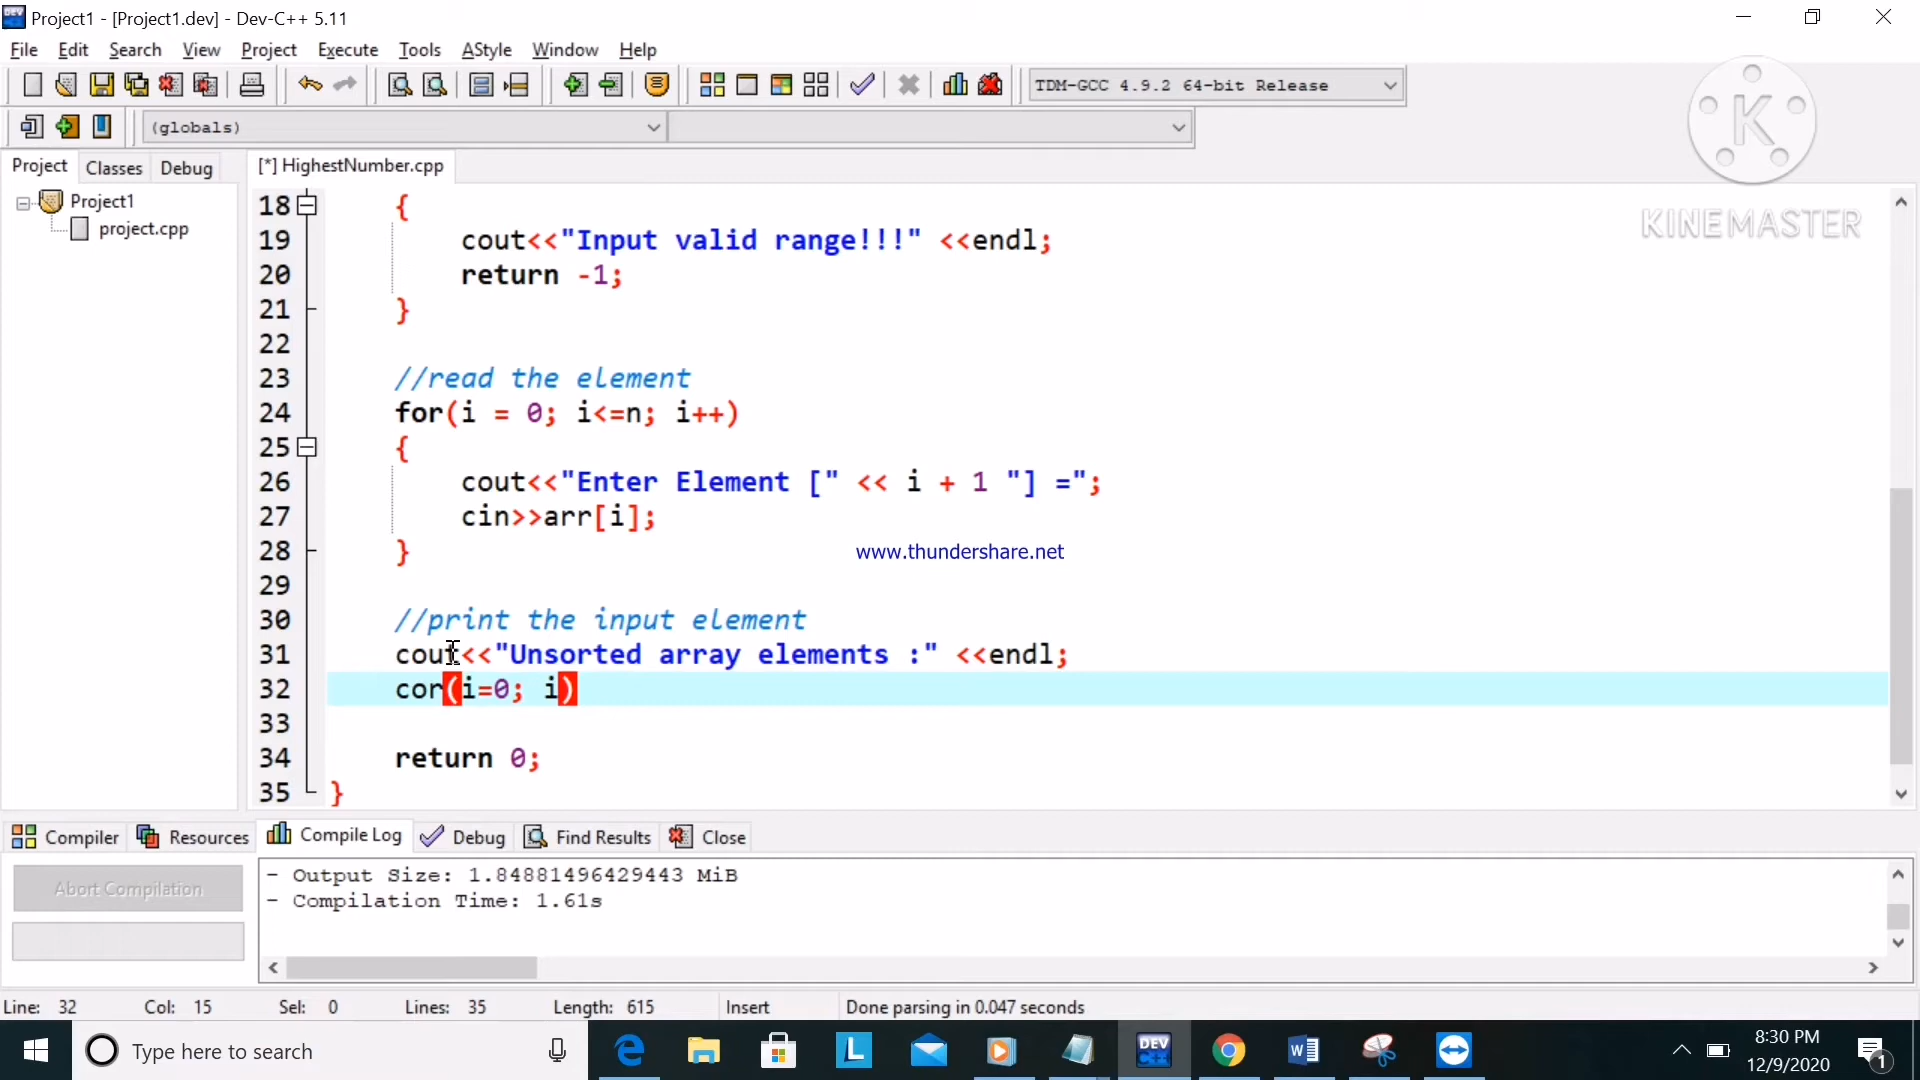 Project1 - [Project1.dev] - Dev-C++ 5.11
File Edit Search View Project Execute Tools AStyle Window Help
TDM-GCC 4.9.2 64-bit Release
(globals)
K
KINEMASTER
Project Classes Debug
[*] HighestNumber.cpp
Project1
project.cpp
18 {
19 cout<<"Input valid range!!!" <<endl;
20 return -1;
21 }
22
23 //read the element
24 for(i = 0; i<=n; i++)
25 {
26 cout<<"Enter Element [" << i + 1 "] =";
27 cin>>arr[i];
28 }
www.thundershare.net
29
30 //print the input element
31 cout<<"Unsorted array elements :" <<endl;
32 cor(i=0; i)
33
34 return 0;
35 }
Compiler Resources Compile Log Debug Find Results Close
Abort Compilation
- Output Size: 1.84881496429443 MiB
- Compilation Time: 1.61s
Line: 32 Col: 15 Sel: 0 Lines: 35 Length: 615 Insert Done parsing in 0.047 seconds
Type here to search
L
DEV
C++
W
8:30 PM
12/9/2020
1